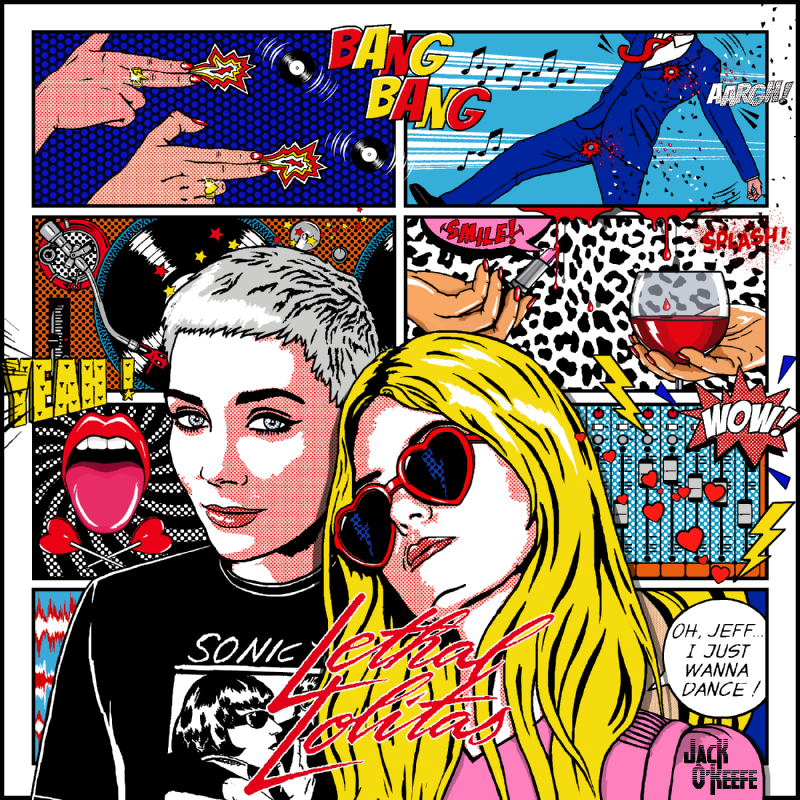 BANG
BANG
AARGH!
SMILE!
SPLASH!
YEAH!
WOW!
SONIC
Lethal
Lolitas
OH, JEFF...
I JUST
WANNA
DANCE!
JACK
O'KEEFE